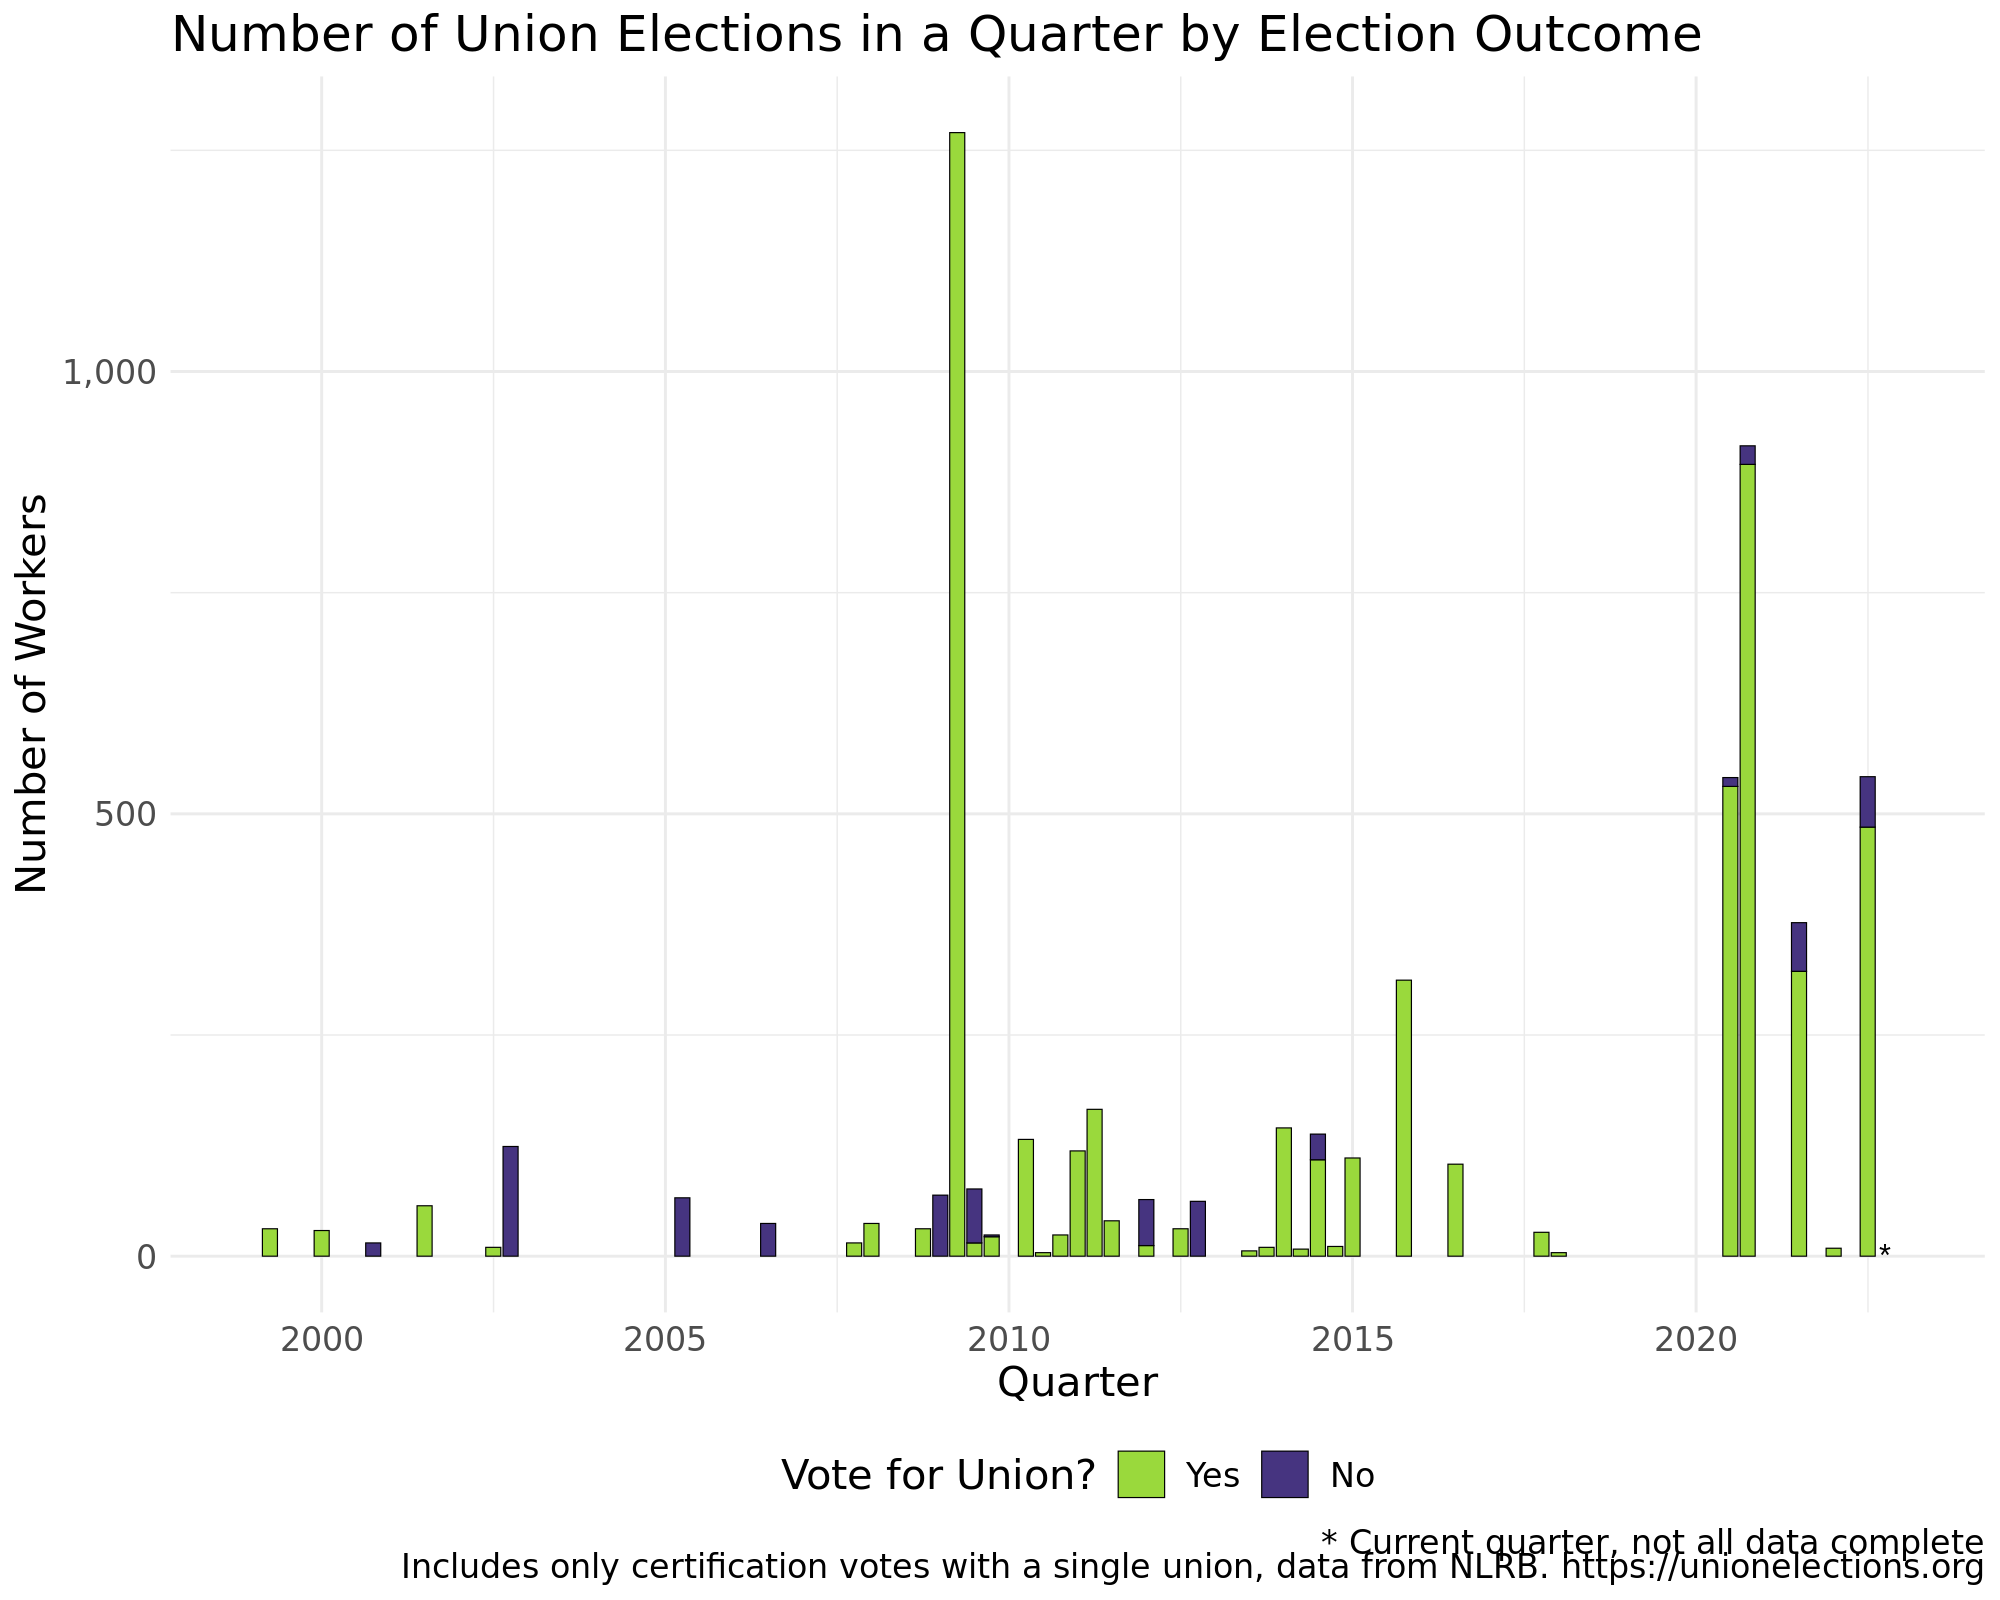 Number of Union Elections in a Quarter by Election Outcome
Number of Workers
1,000
500
0
*
2000 2005 2010 2015 2020
Quarter
Vote for Union? Yes No
* Current quarter, not all data complete
Includes only certification votes with a single union, data from NLRB. https://unionelections.org